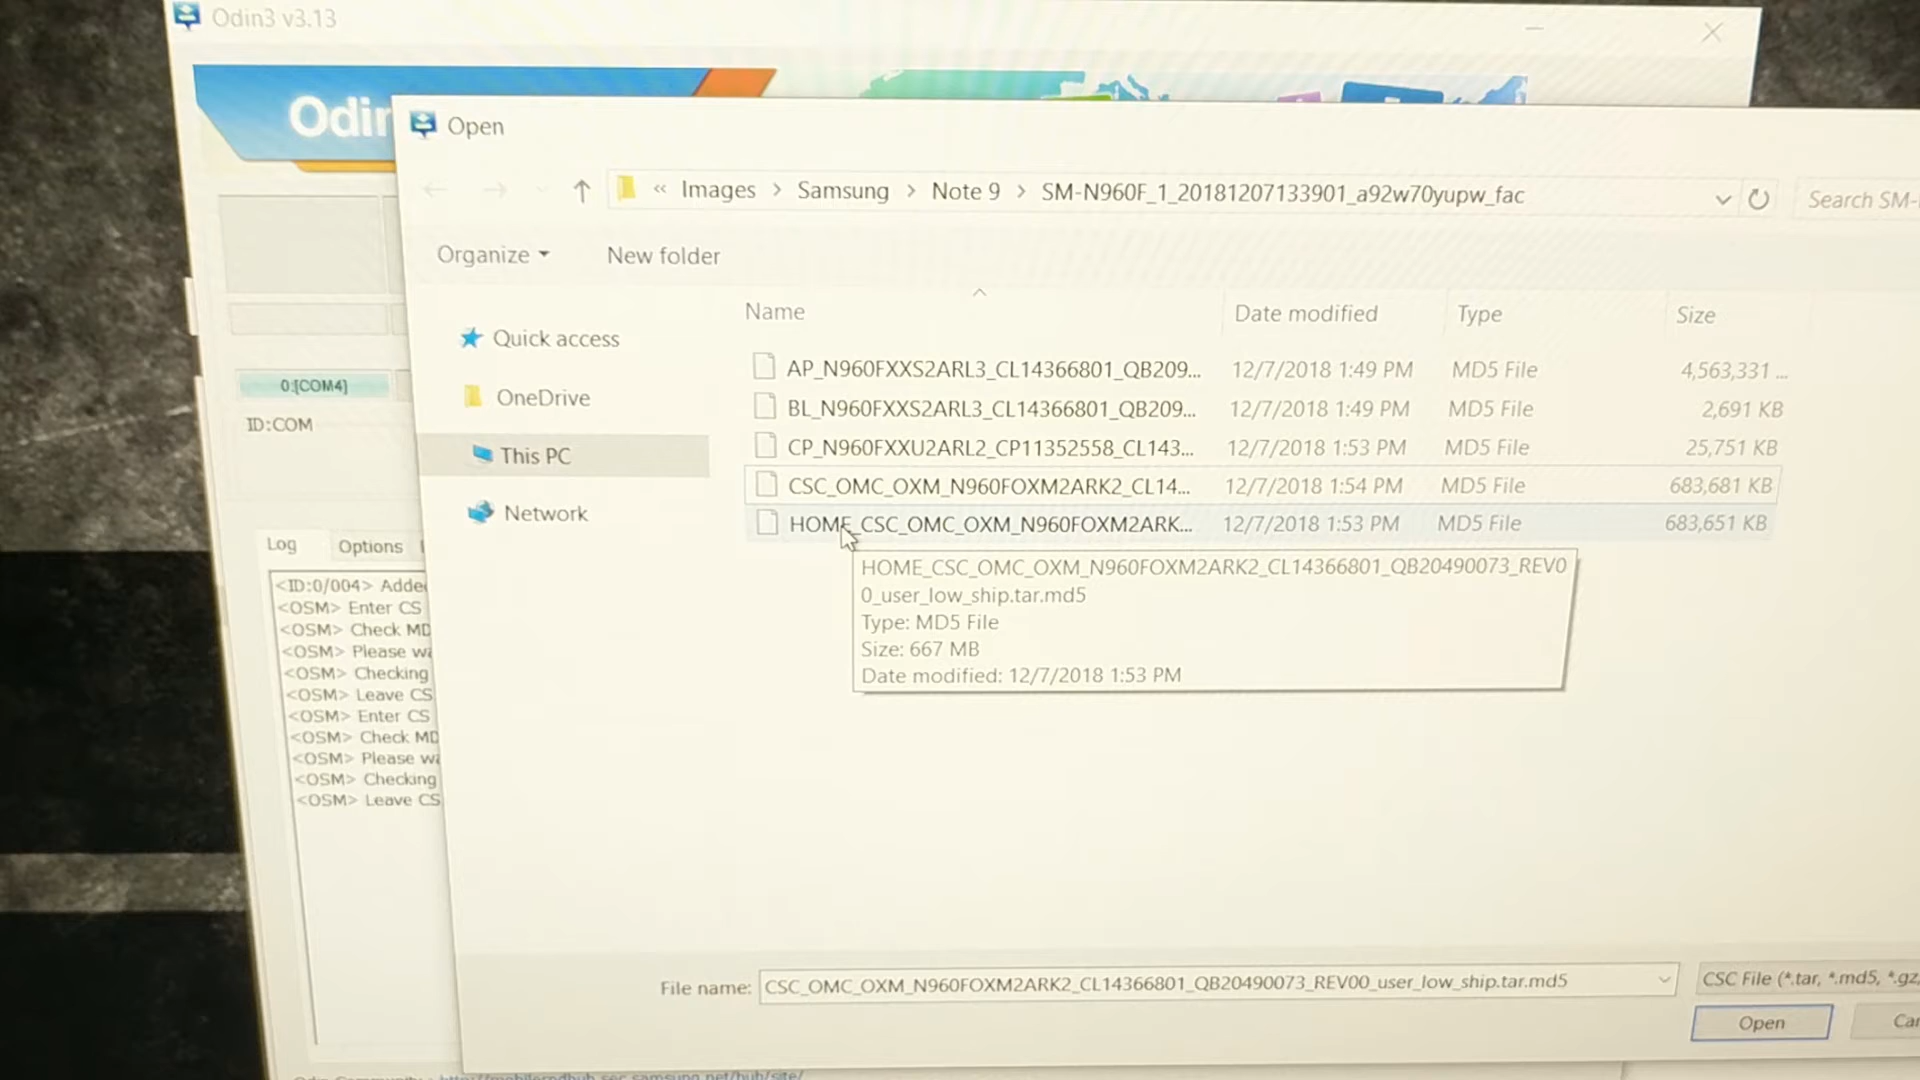 Odin3 v3.13
Odin
Open
« Images > Samsung > Note 9 > SM-N960F_1_20181207133901_a92w70yupw_fac
Search SM-
Organize
New folder
Name
Date modified
Type
Size
Quick access
OneDrive
This PC
Network
AP_N960FXXS2ARL3_CL14366801_QB209... 12/7/2018 1:49 PM MD5 File 4,563,331 ...
BL_N960FXXS2ARL3_CL14366801_QB209... 12/7/2018 1:49 PM MD5 File 2,691 KB
CP_N960FXXU2ARL2_CP11352558_CL143... 12/7/2018 1:53 PM MD5 File 25,751 KB
CSC_OMC_OXM_N960FOXM2ARK2_CL14... 12/7/2018 1:54 PM MD5 File 683,681 KB
HOME_CSC_OMC_OXM_N960FOXM2ARK... 12/7/2018 1:53 PM MD5 File 683,651 KB
HOME_CSC_OMC_OXM_N960FOXM2ARK2_CL14366801_QB20490073_REV0
0_user_low_ship.tar.md5
Type: MD5 File
Size: 667 MB
Date modified: 12/7/2018 1:53 PM
0:[COM4]
ID:COM
Log
Options
<ID:0/004> Added
<OSM> Enter CS
<OSM> Check MD
<OSM> Please wa
<OSM> Checking
<OSM> Leave CS
<OSM> Enter CS
<OSM> Check MD
<OSM> Please wa
<OSM> Checking
<OSM> Leave CS
File name: CSC_OMC_OXM_N960FOXM2ARK2_CL14366801_QB20490073_REV00_user_low_ship.tar.md5
CSC File (*.tar, *.md5, *.gz,
Open
Can